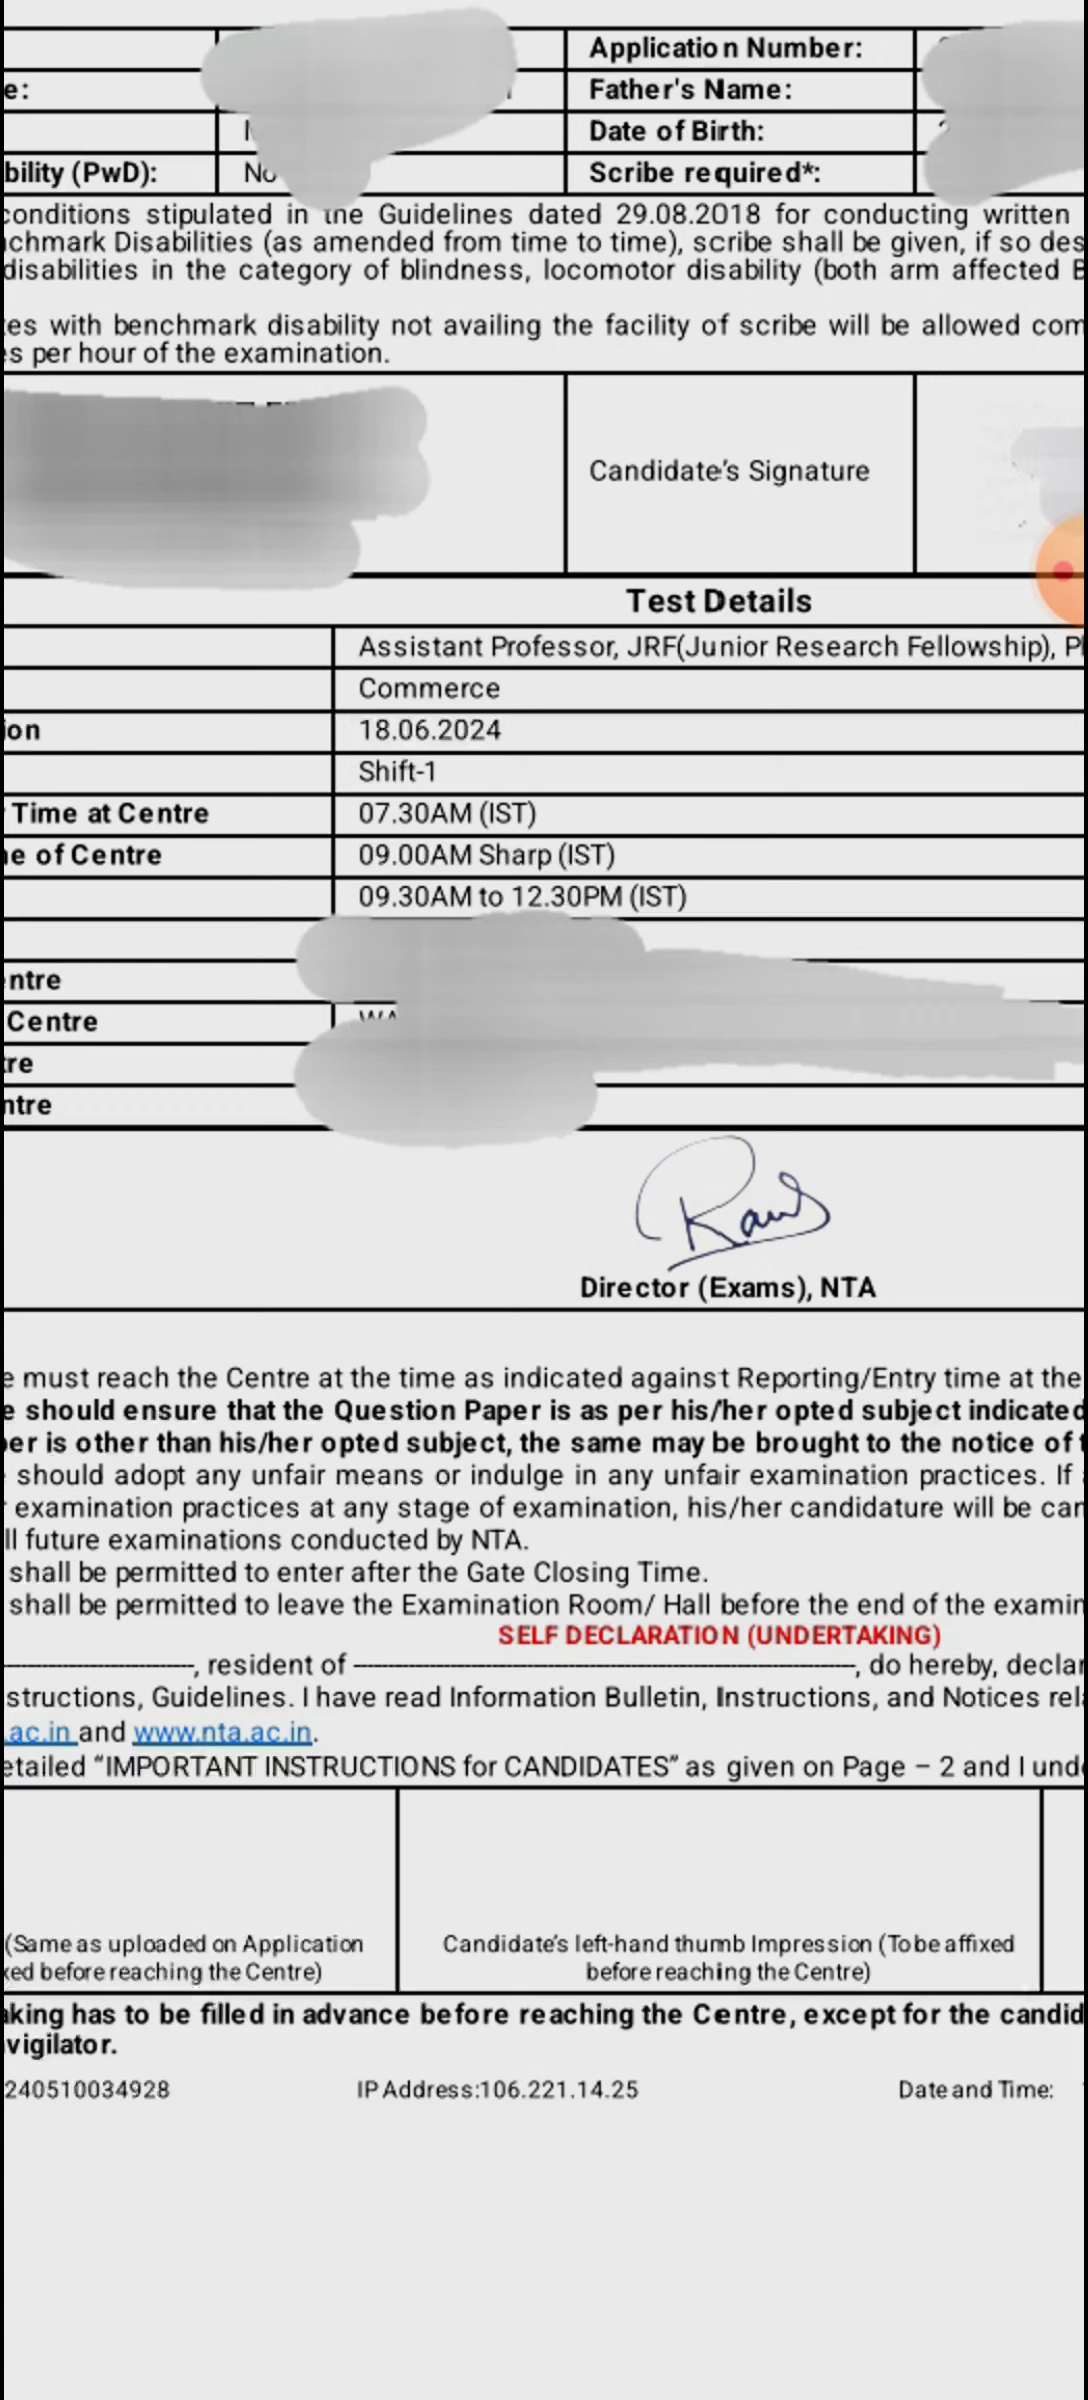 Application Number:
e: Father's Name:
Date of Birth:
bility (PwD): No Scribe required*:
conditions stipulated in the Guidelines dated 29.08.2018 for conducting written
chmark Disabilities (as amended from time to time), scribe shall be given, if so des
disabilities in the category of blindness, locomotor disability (both arm affected B
es with benchmark disability not availing the facility of scribe will be allowed com
s per hour of the examination.
Candidate's Signature
Test Details
Assistant Professor, JRF(Junior Research Fellowship), P
Commerce
ion 18.06.2024
Shift-1
Time at Centre 07.30AM (IST)
e of Centre 09.00AM Sharp (IST)
09.30AM to 12.30PM (IST)
ntre
Centre
re
ntre
Director (Exams), NTA
e must reach the Centre at the time as indicated against Reporting/Entry time at the
e should ensure that the Question Paper is as per his/her opted subject indicated
er is other than his/her opted subject, the same may be brought to the notice of t
should adopt any unfair means or indulge in any unfair examination practices. If
examination practices at any stage of examination, his/her candidature will be can
ll future examinations conducted by NTA.
shall be permitted to enter after the Gate Closing Time.
shall be permitted to leave the Examination Room/ Hall before the end of the examin
SELF DECLARATION (UNDERTAKING)
, resident of , do hereby, declar
structions, Guidelines. I have read Information Bulletin, Instructions, and Notices rel
.ac.in and www.nta.ac.in.
etailed “IMPORTANT INSTRUCTIONS for CANDIDATES” as given on Page – 2 and I und
(Same as uploaded on Application
xed before reaching the Centre)
Candidate's left-hand thumb Impression (To be affixed
before reaching the Centre)
aking has to be filled in advance before reaching the Centre, except for the candid
vigilator.
240510034928 IP Address:106.221.14.25 Date and Time: